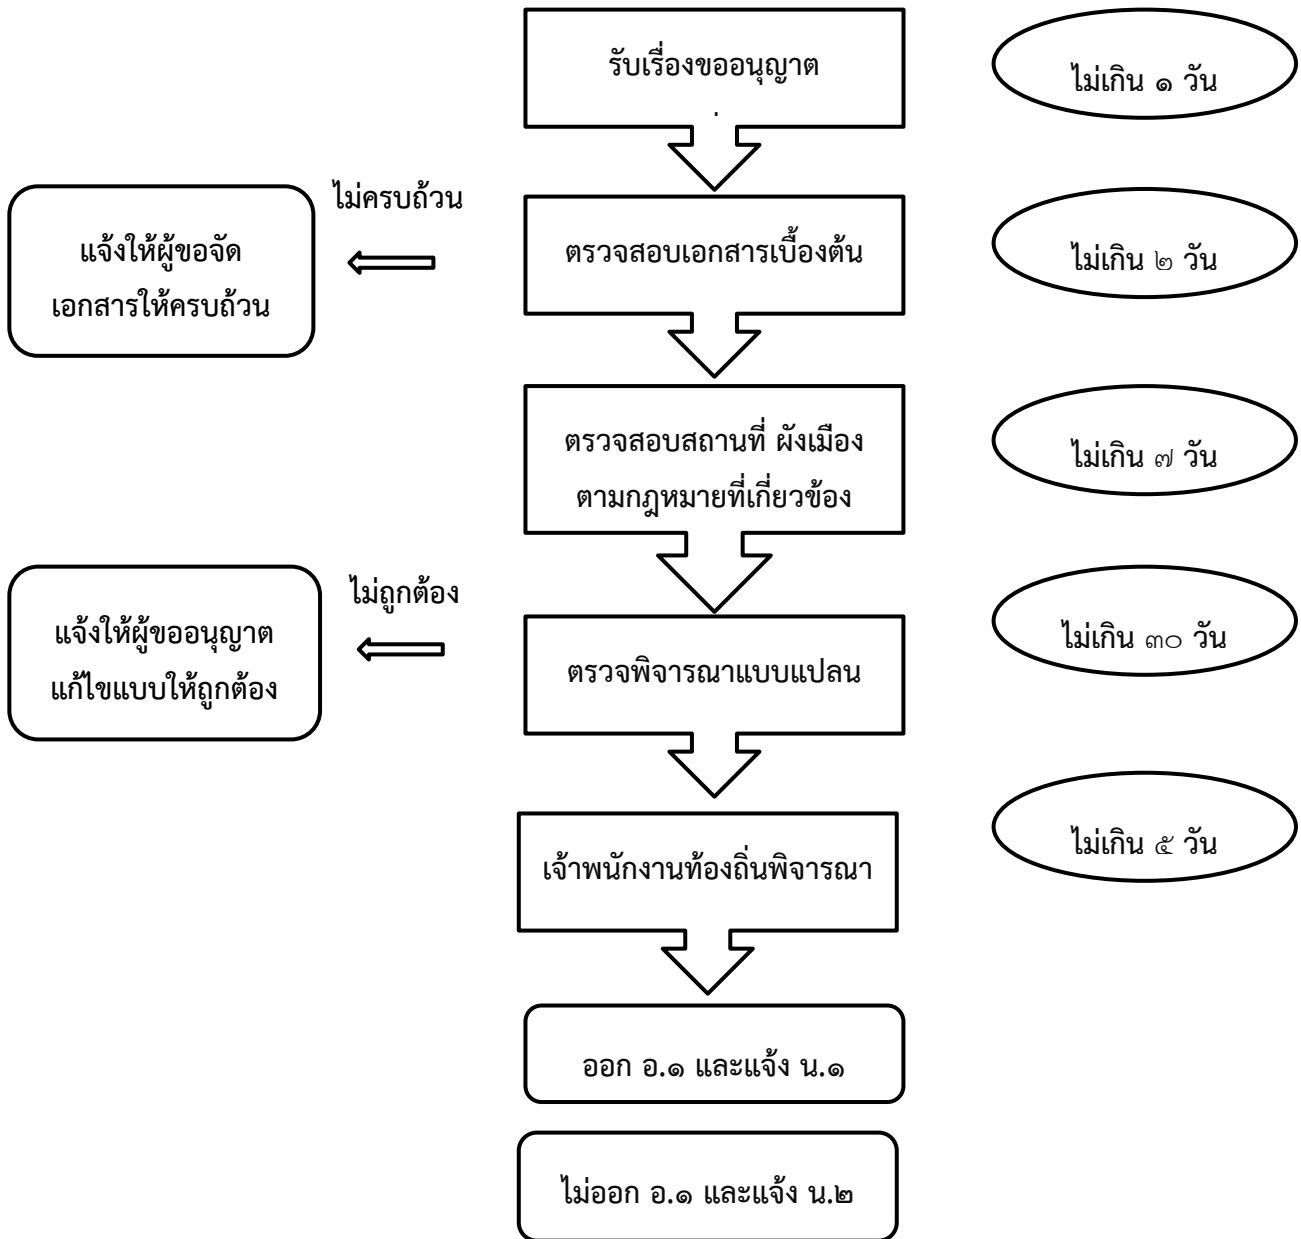 รับเรื่องขออนุญาต
ไม่เกิน ๑ วัน
ไม่ครบถ้วน
แจ้งให้ผู้ขอจัด
เอกสารให้ครบถ้วน
ตรวจสอบเอกสารเบื้องต้น
ไม่เกิน ๒ วัน
ตรวจสอบสถานที่ ผังเมือง
ตามกฎหมายที่เกี่ยวข้อง
ไม่เกิน ๗ วัน
ไม่ถูกต้อง
แจ้งให้ผู้ขออนุญาต
แก้ไขแบบให้ถูกต้อง
ตรวจพิจารณาแบบแปลน
ไม่เกิน ๓๐ วัน
เจ้าพนักงานท้องถิ่นพิจารณา
ไม่เกิน ๕ วัน
ออก อ.๑ และแจ้ง น.๑
ไม่ออก อ.๑ และแจ้ง น.๒